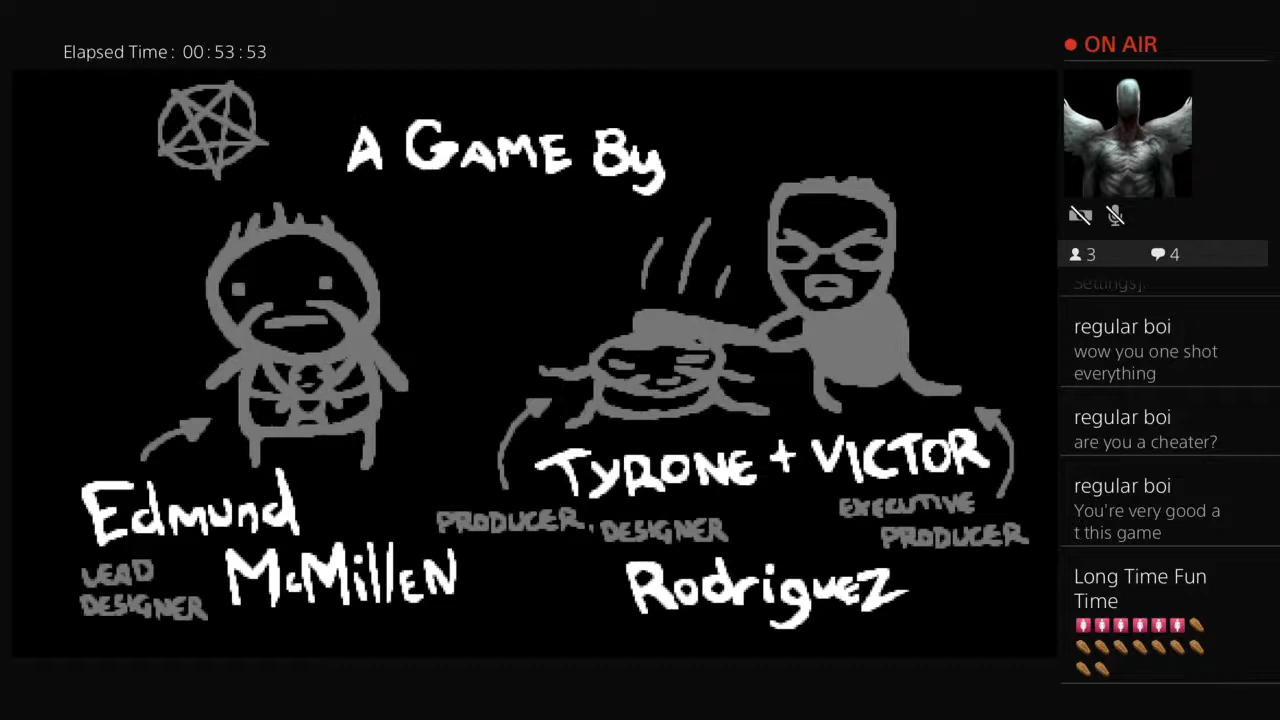 Elapsed Time: 00:53:53
ON AIR
A GAME By
3 4
Settings].
regular boi
wow you one shot
everything
regular boi
are you a cheater?
regular boi
You're very good a
t this game
Long Time Fun
Time
Edmund
McMillEN
LEAD
DESIGNER
TYRONE + VICTOR
PRODUCER, DESIGNER
EXECUTIVE
PRODUCER
RodriguEZ